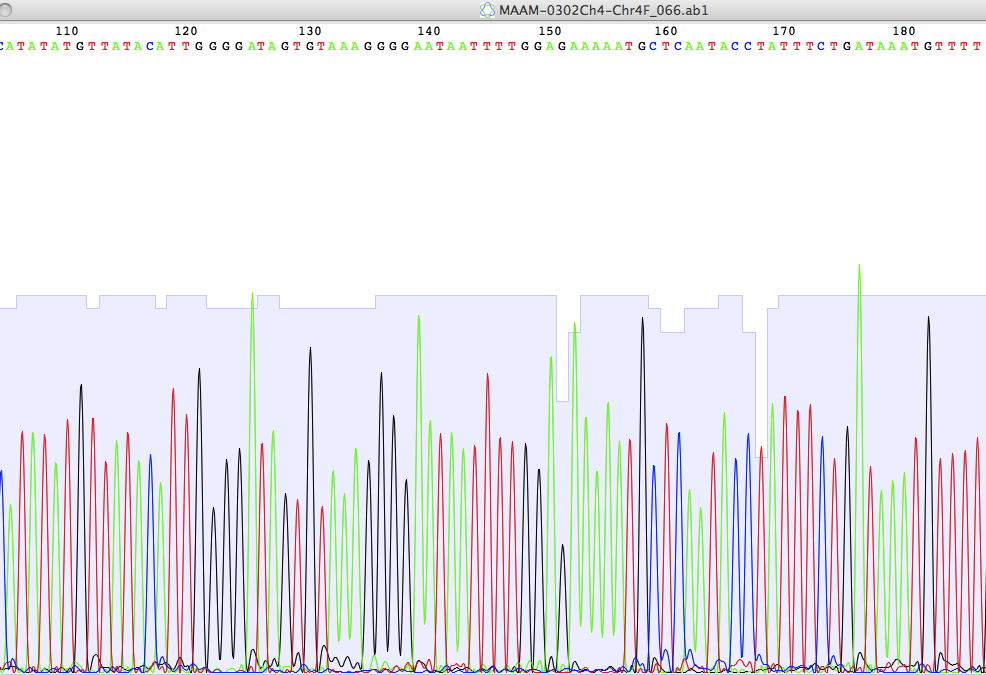 MAAM-0302Ch4-Chr4F_066.ab1
110 120 130 140 150 160 170 180
CATATATGTTATACATTGGGGATAGTGTAAAGGGGAATAATTTTGGAGAAAAATGCTCAATACCTATTTCTGATAAATGTTTT